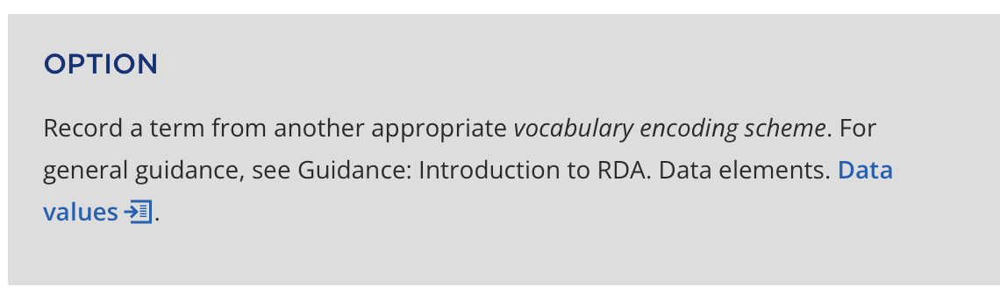 OPTION
Record a term from another appropriate vocabulary encoding scheme. For
general guidance, see Guidance: Introduction to RDA. Data elements. Data
values.